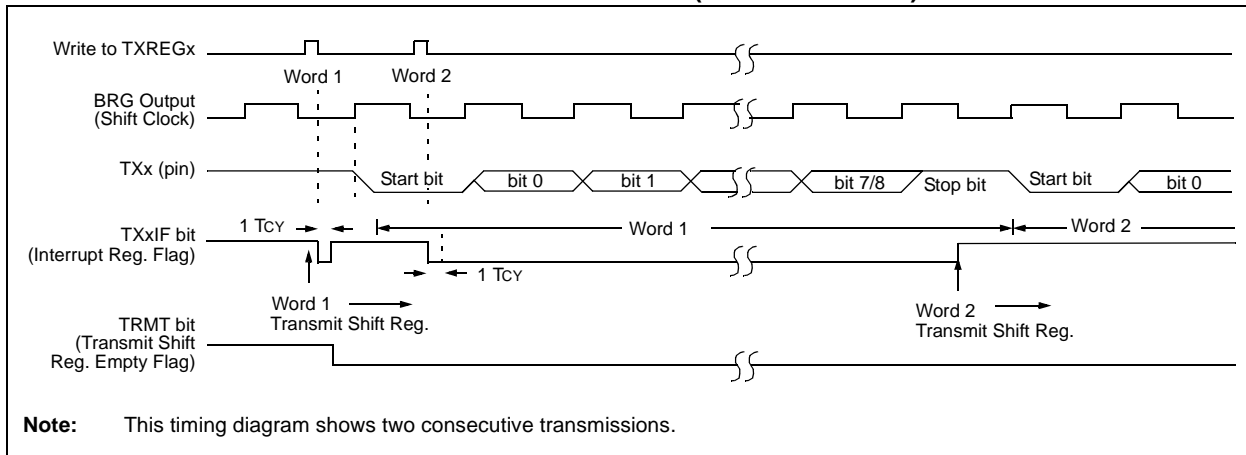 Write to TXREGx
Word 1
Word 2
BRG Output
(Shift Clock)
TXx (pin)
Start bit
bit 0
bit 1
bit 7/8
Stop bit
Start bit
bit 0
1 TCY
TXxIF bit
(Interrupt Reg. Flag)
Word 1
Word 2
1 TCY
Word 1
Transmit Shift Reg.
Word 2
Transmit Shift Reg.
TRMT bit
(Transmit Shift
Reg. Empty Flag)
Note: This timing diagram shows two consecutive transmissions.